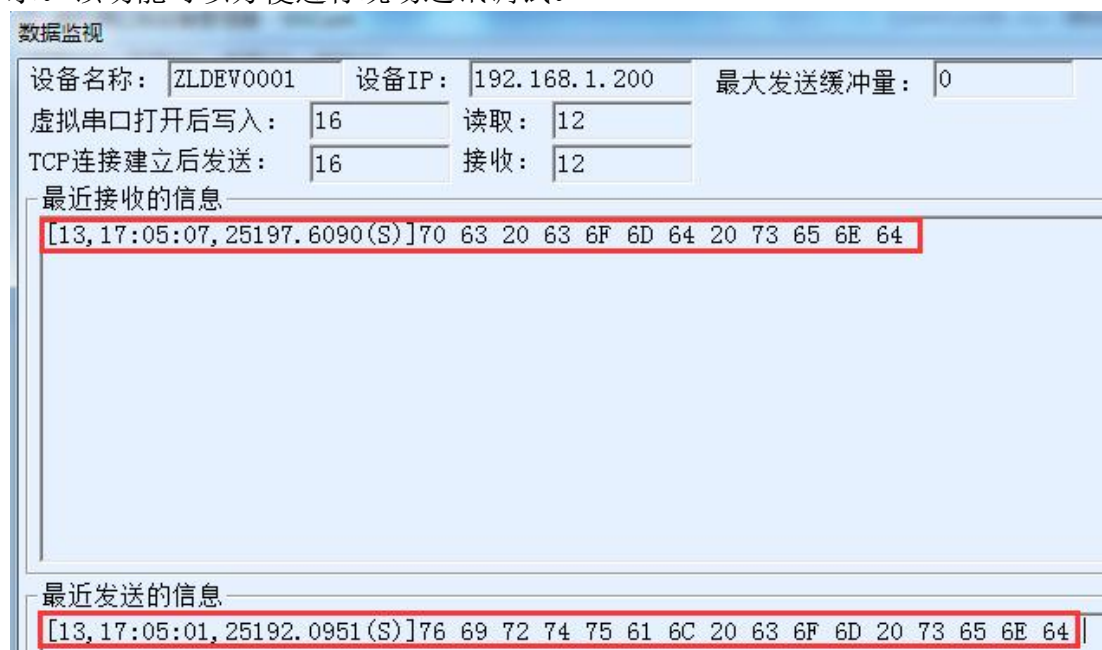 数据监视
设备名称: ZLDEV0001 设备IP: 192.168.1.200 最大发送缓冲量: 0
虚拟串口打开后写入: 16 读取: 12
TCP连接建立后发送: 16 接收: 12
最近接收的信息
[13,17:05:07,25197.6090(S)]70 63 20 63 6F 6D 64 20 73 65 6E 64
最近发送的信息
[13,17:05:01,25192.0951(S)]76 69 72 74 75 61 6C 20 63 6F 6D 20 73 65 6E 64